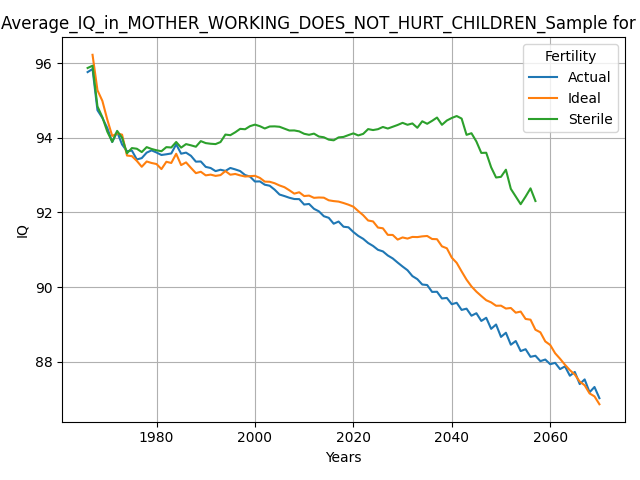 Average_IQ_in_MOTHER_WORKING_DOES_NOT_HURT_CHILDREN_Sample for
Fertility
Actual
Ideal
Sterile
IQ
96
94
92
90
88
1980
2000
2020
2040
2060
Years